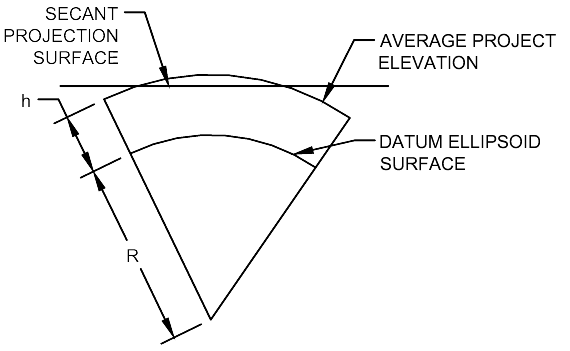 SECANT
PROJECTION
SURFACE
AVERAGE PROJECT
ELEVATION
h
DATUM ELLIPSOID
SURFACE
R